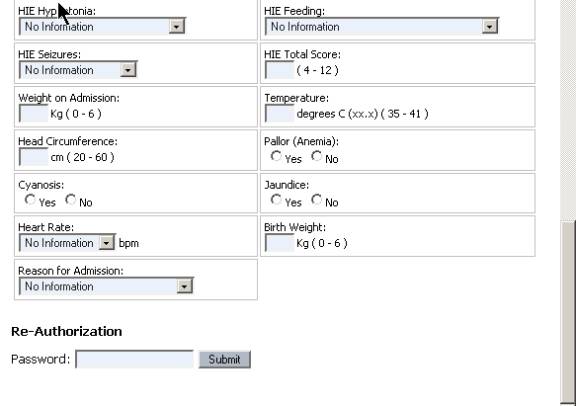 HIE Hypotonia: HIE Feeding:
No Information No Information
HIE Seizures: HIE Total Score:
No Information ( 4 - 12 )
Weight on Admission: Temperature:
Kg ( 0 - 6 ) degrees C (xx.x) ( 35 - 41 )
Head Circumference: Pallor (Anemia):
cm ( 20 - 60 ) Yes No
Cyanosis: Jaundice:
Yes No Yes No
Heart Rate: Birth Weight:
No Information bpm Kg ( 0 - 6 )
Reason for Admission:
No Information
Re-Authorization
Password: Submit